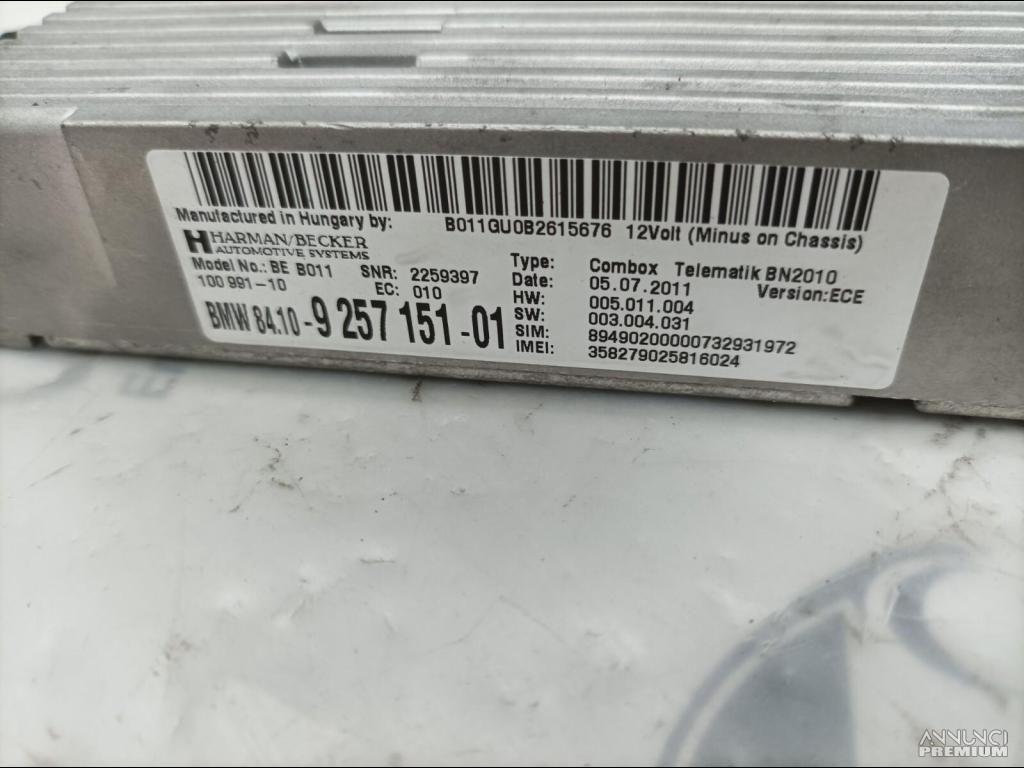 Manufactured in Hungary by: B011GU0B2615676 12Volt (Minus on Chassis)
HARMAN/BECKER
AUTOMOTIVE SYSTEMS
Model No.: BE B011 SNR: 2259397
100 991-10 EC: 010
BMW 84.10-9 257 151-01
Type: Combox Telematik BN2010
Date: 05.07.2011 Version:ECE
HW: 005.011.004
SW: 003.004.031
SIM: 89490200000732931972
IMEI: 358279025816024
ANNUNCI
PREMIUM